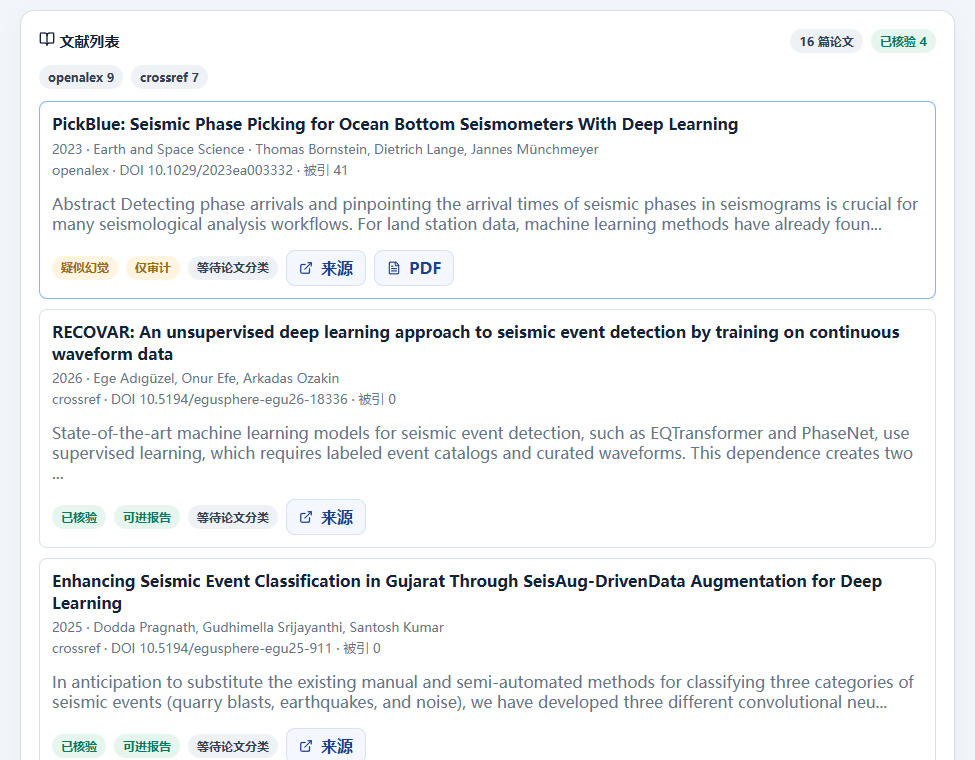 文献列表
16 篇论文
已核验 4
openalex 9
crossref 7
PickBlue: Seismic Phase Picking for Ocean Bottom Seismometers With Deep Learning
2023 · Earth and Space Science · Thomas Bornstein, Dietrich Lange, Jannes Münchmeyer
openalex · DOI 10.1029/2023ea003332 · 被引 41
Abstract Detecting phase arrivals and pinpointing the arrival times of seismic phases in seismograms is crucial for
many seismological analysis workflows. For land station data, machine learning methods have already foun...
疑似幻觉 仅审计 等待论文分类 来源 PDF
RECOVAR: An unsupervised deep learning approach to seismic event detection by training on continuous
waveform data
2026 · Ege Adıgüzel, Onur Efe, Arkadas Ozakin
crossref · DOI 10.5194/egusphere-egu26-18336 · 被引 0
State-of-the-art machine learning models for seismic event detection, such as EQTransformer and PhaseNet, use
supervised learning, which requires labeled event catalogs and curated waveforms. This dependence creates two
...
已核验 可进报告 等待论文分类 来源
Enhancing Seismic Event Classification in Gujarat Through SeisAug-DrivenData Augmentation for Deep
Learning
2025 · Dodda Pragnath, Gudhimella Srijayanthi, Santosh Kumar
crossref · DOI 10.5194/egusphere-egu25-911 · 被引 0
In anticipation to substitute the existing manual and semi-automated methods for classifying three categories of
seismic events (quarry blasts, earthquakes, and noise), we have developed three different convolutional neu...
已核验 可进报告 等待论文分类 来源